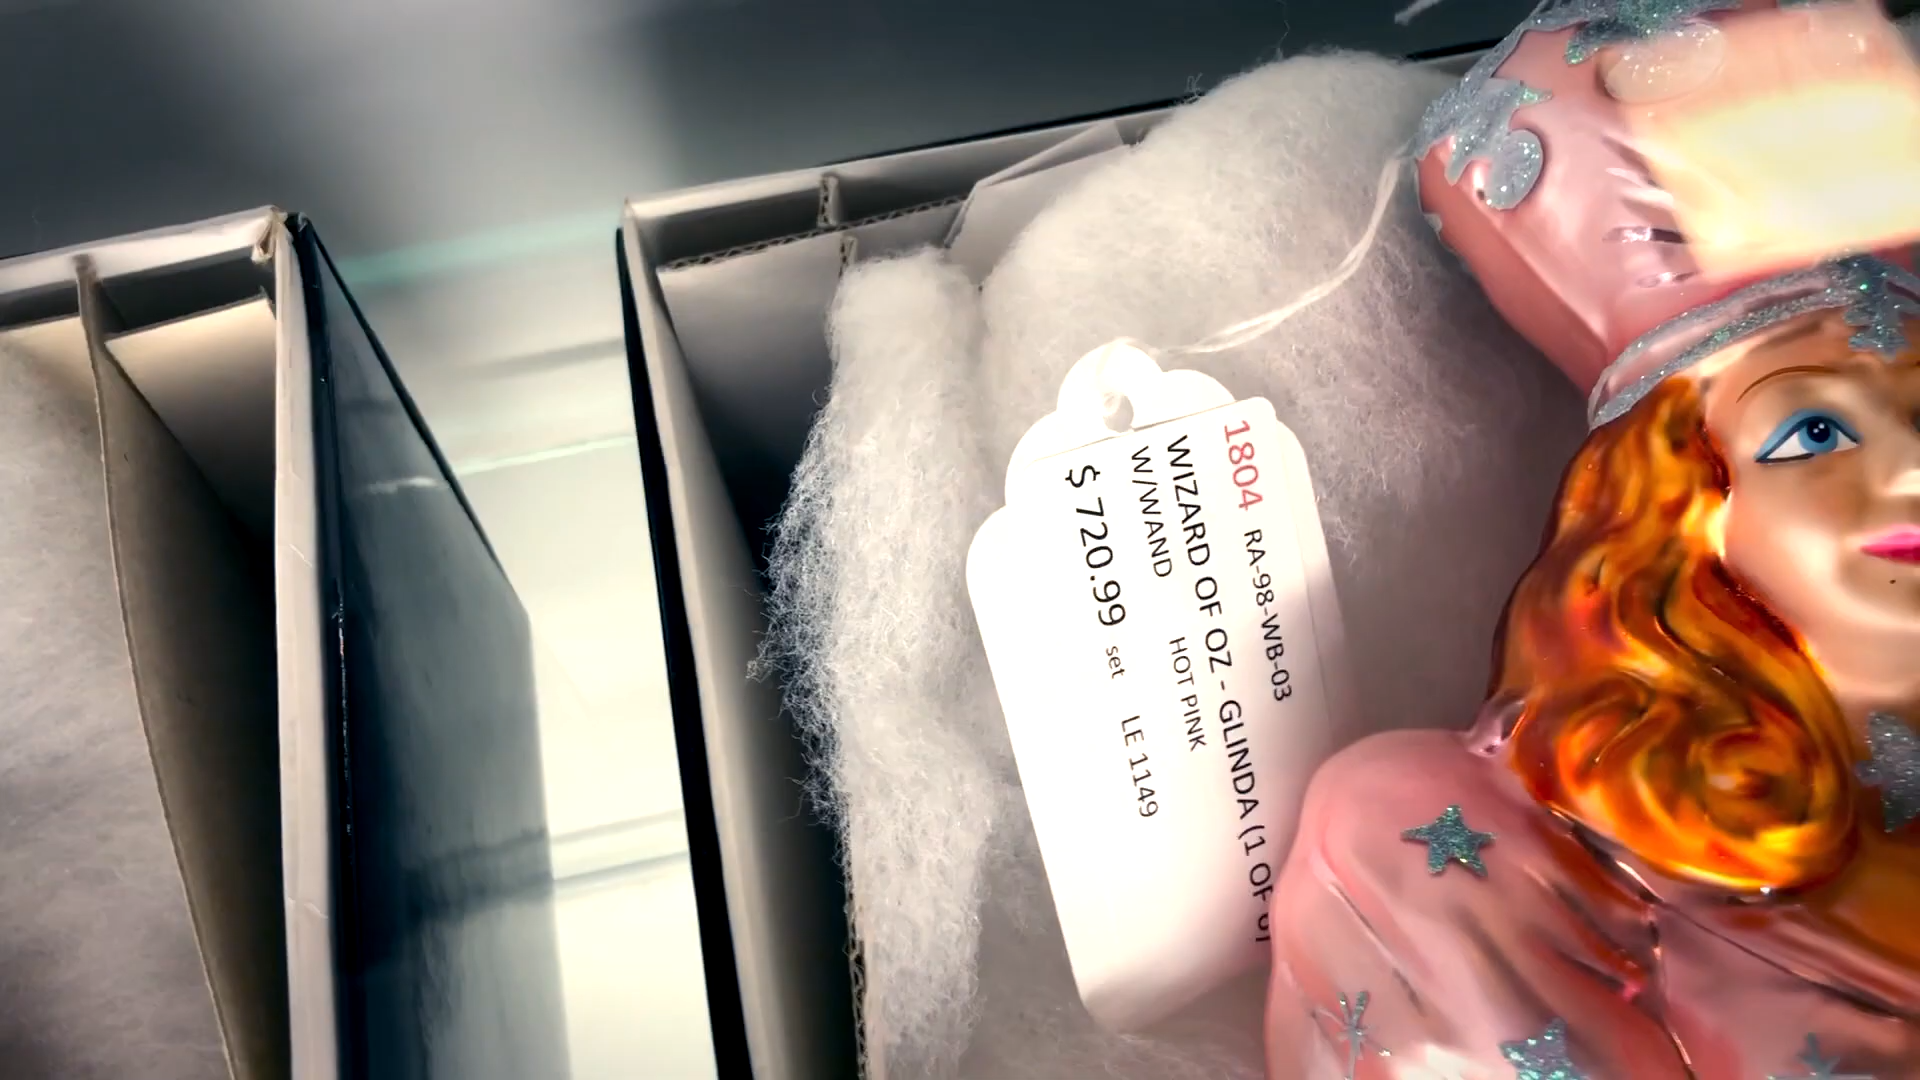 1804 RA-98-WB-03
WIZARD OF OZ - GLINDA (1 OF
W/WAND HOT PINK
$ 720.99 set LE 1149